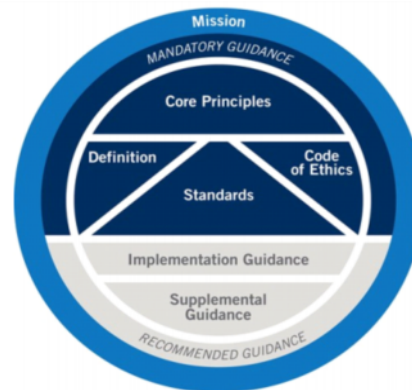 Mission
MANDATORY GUIDANCE
Core Principles
Definition
Code
of Ethics
Standards
Implementation Guidance
Supplemental
Guidance
RECOMMENDED GUIDANCE